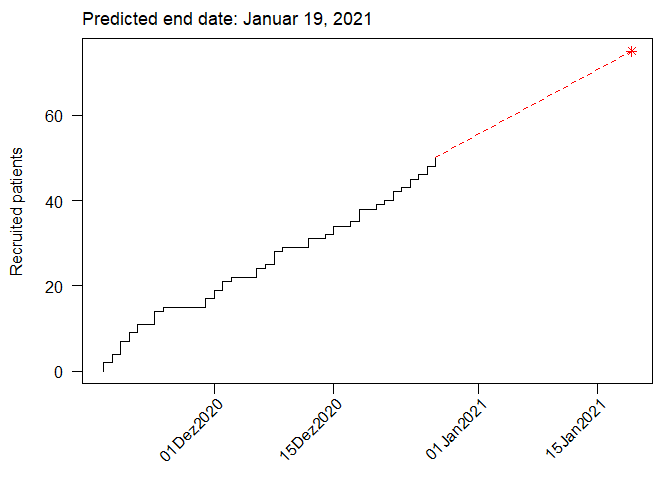 Predicted end date: Januar 19, 2021
Recruited patients
60
40
20
0
01Dez2020
15Dez2020
01Jan2021
15Jan2021